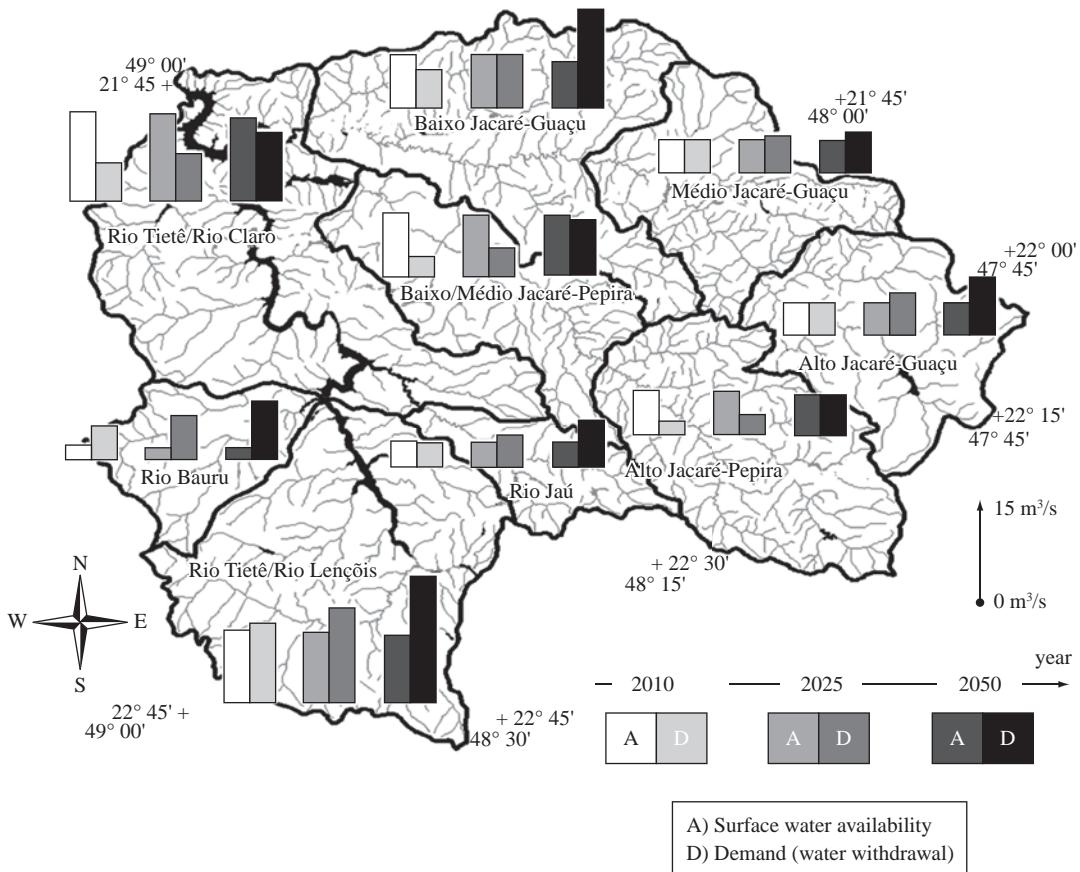 49° 00'
21° 45 +
Baixo Jacaré-Guaçu
+21° 45'
48° 00'
Médio Jacaré-Guaçu
Rio Tietê/Rio Claro
+22° 00'
47° 45'
Baixo/Médio Jacaré-Pepira
Alto Jacaré-Guaçu
+22° 15'
47° 45'
Rio Bauru
Rio Jaú
Alto Jacaré-Pepira
15 m³/s
+ 22° 30'
48° 15'
Rio Tietê/Rio Lençõis
0 m³/s
N
W E
S
year
2010 2025 2050
22° 45' +
49° 00'
+ 22° 45'
48° 30'
A D A D A D
A) Surface water availability
D) Demand (water withdrawal)